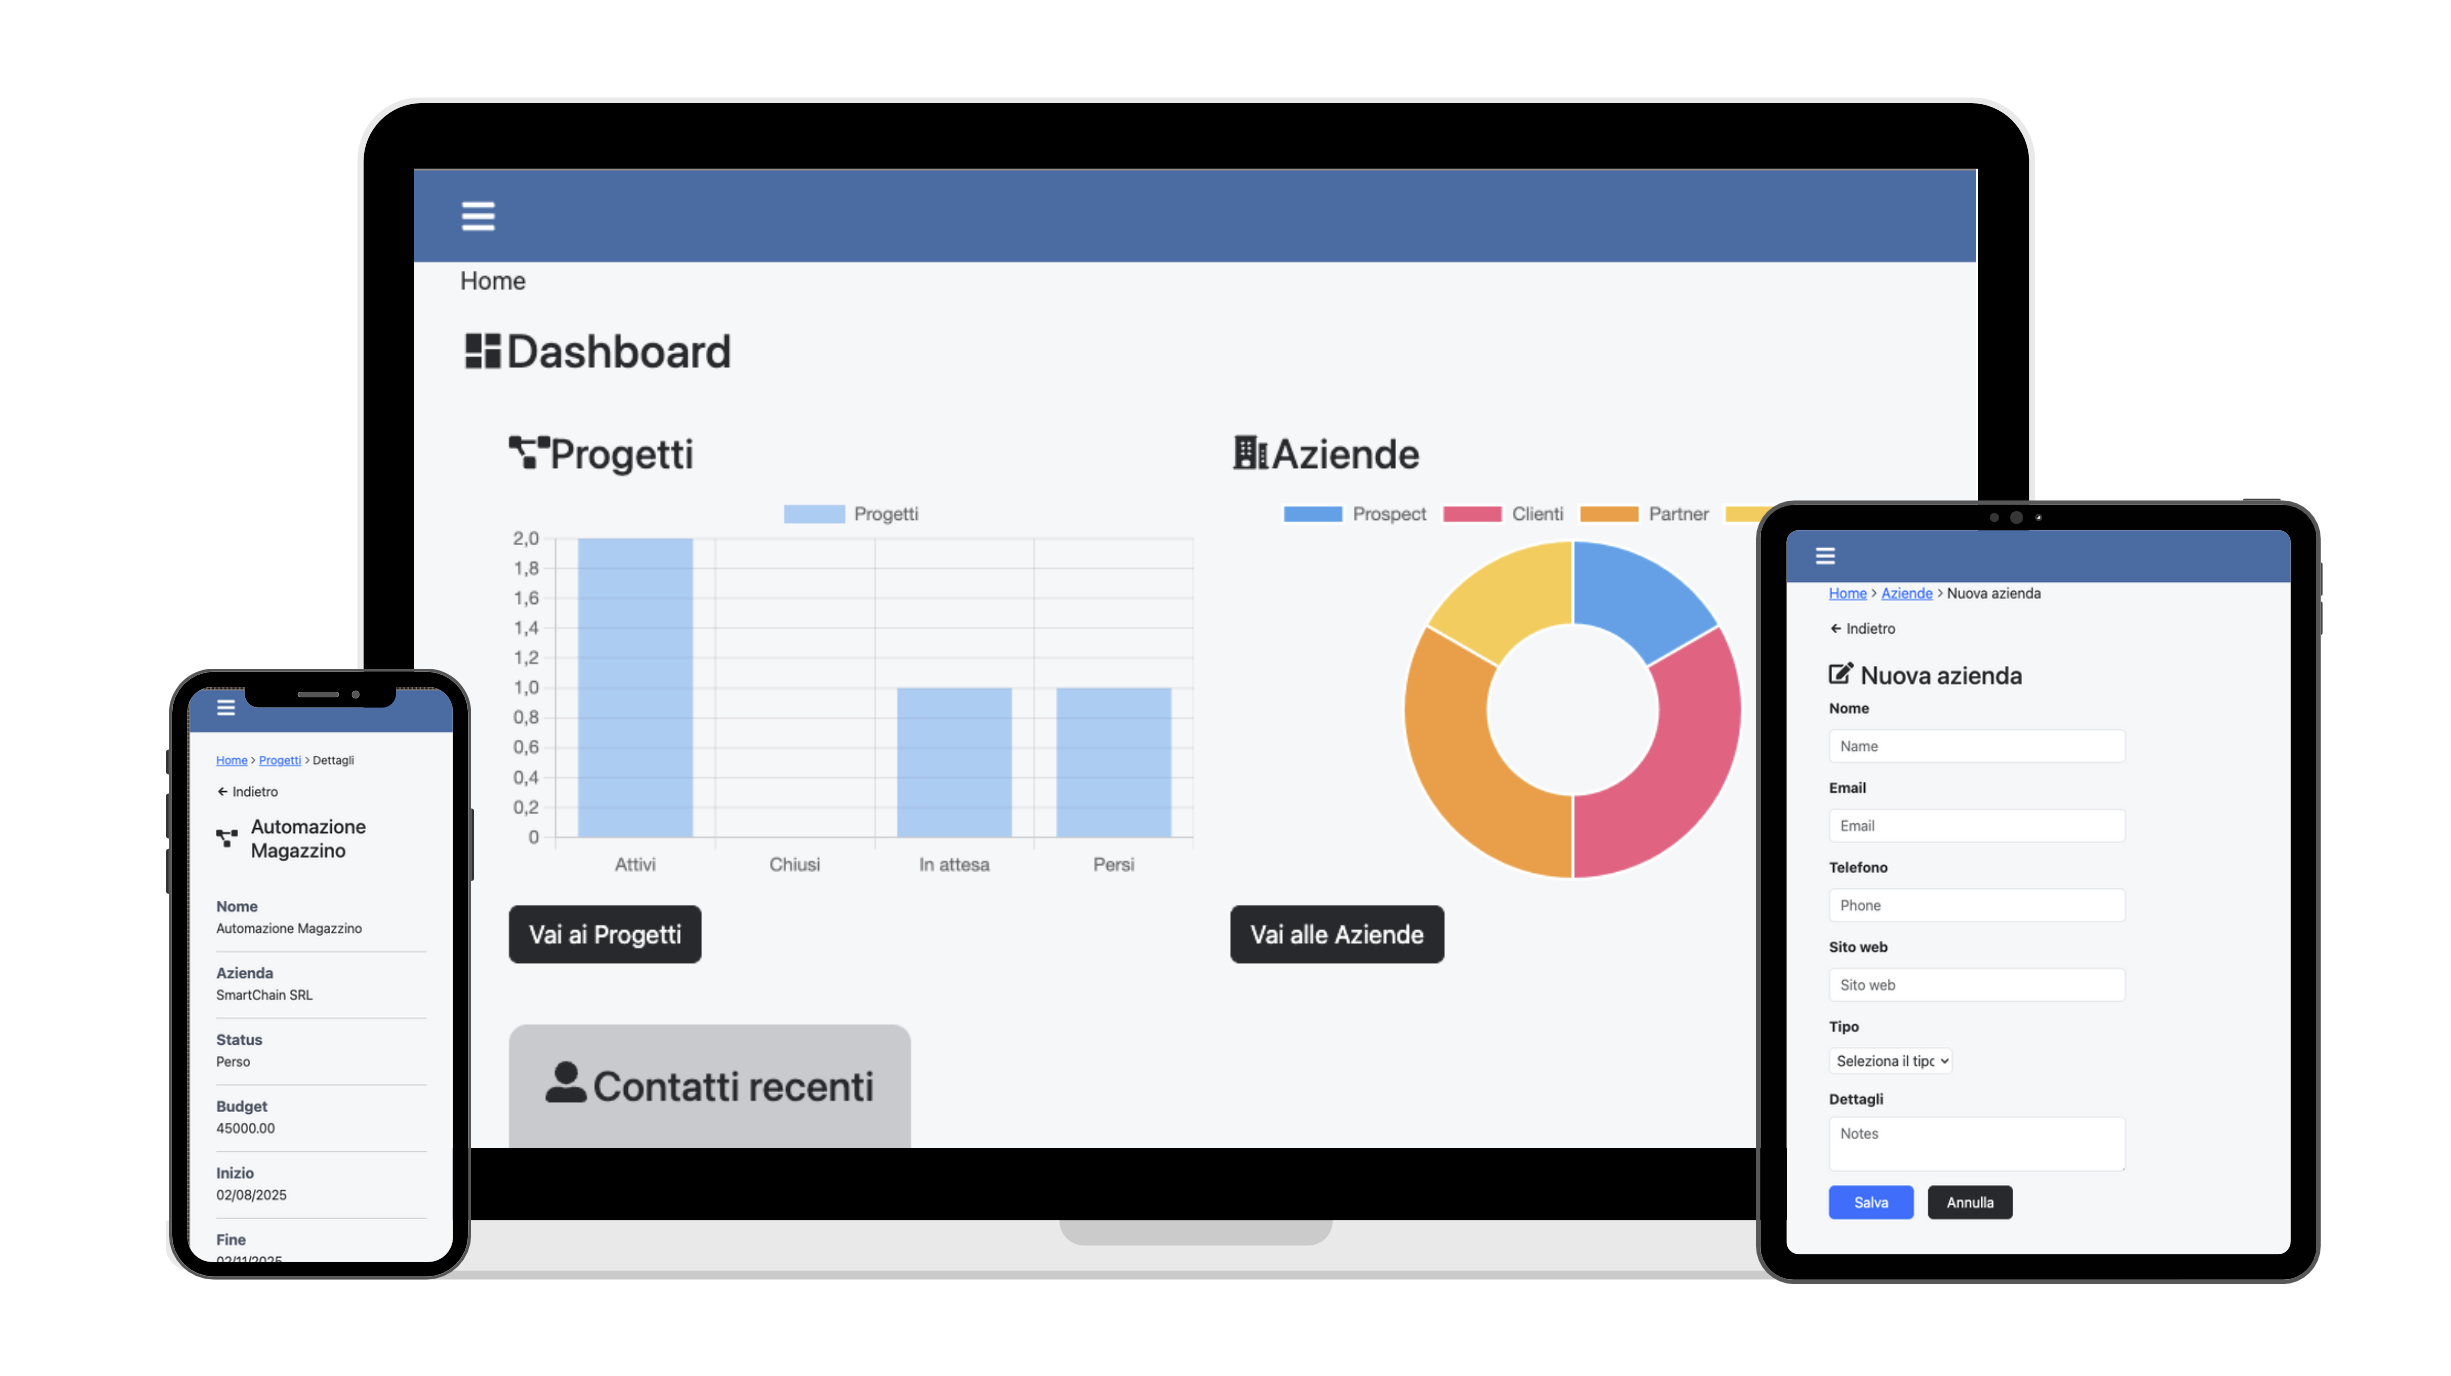 Home
Dashboard
Progetti
Progetti
2,0
1,8
1,6
1,4
1,2
1,0
0,8
0,6
0,4
0,2
0
Attivi Chiusi In attesa Persi
Vai ai Progetti
Aziende
Prospect Clienti Partner
Vai alle Aziende
Contatti recenti
Home > Progetti > Dettagli
← Indietro
Automazione
Magazzino
Nome
Automazione Magazzino
Azienda
SmartChain SRL
Status
Perso
Budget
45000.00
Inizio
02/08/2025
Fine
02/11/2025
Home > Aziende > Nuova azienda
← Indietro
Nuova azienda
Nome
Name
Email
Email
Telefono
Phone
Sito web
Sito web
Tipo
Seleziona il tipo
Dettagli
Notes
Salva Annulla